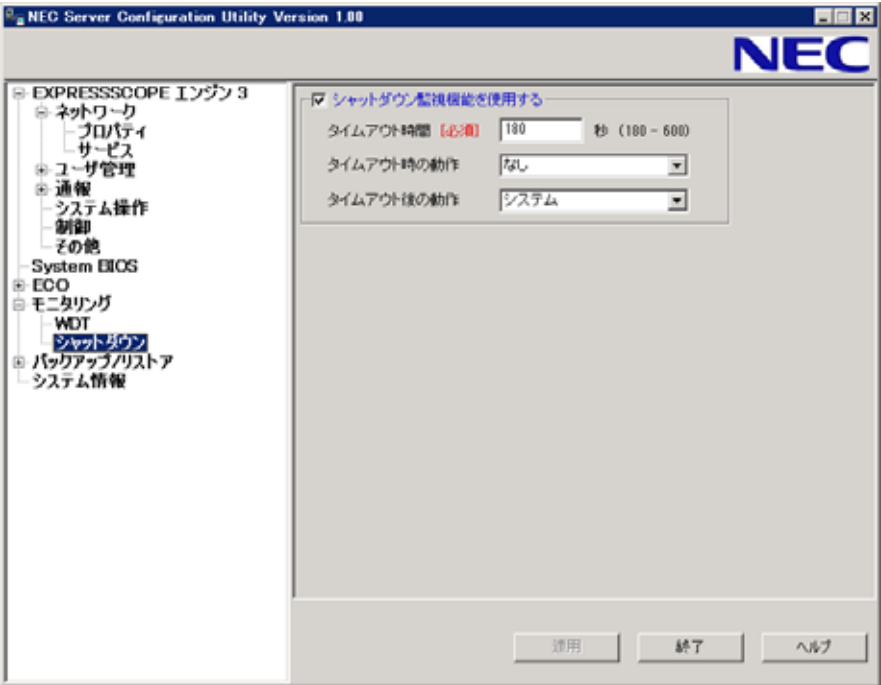 NEC Server Configuration Utility Version 1.00
NEC
EXPRESSSCOPE エンジン 3
ネットワーク
プロパティ
サービス
ユーザ管理
通報
システム操作
制御
その他
System BIOS
ECO
モニタリング
WDT
シャットダウン
バックアップ/リストア
システム情報
シャットダウン監視機能を使用する
タイムアウト時間 [必須] 180 秒 (180 - 600)
タイムアウト時の動作 なし
タイムアウト後の動作 システム
適用 終了 ヘルプ